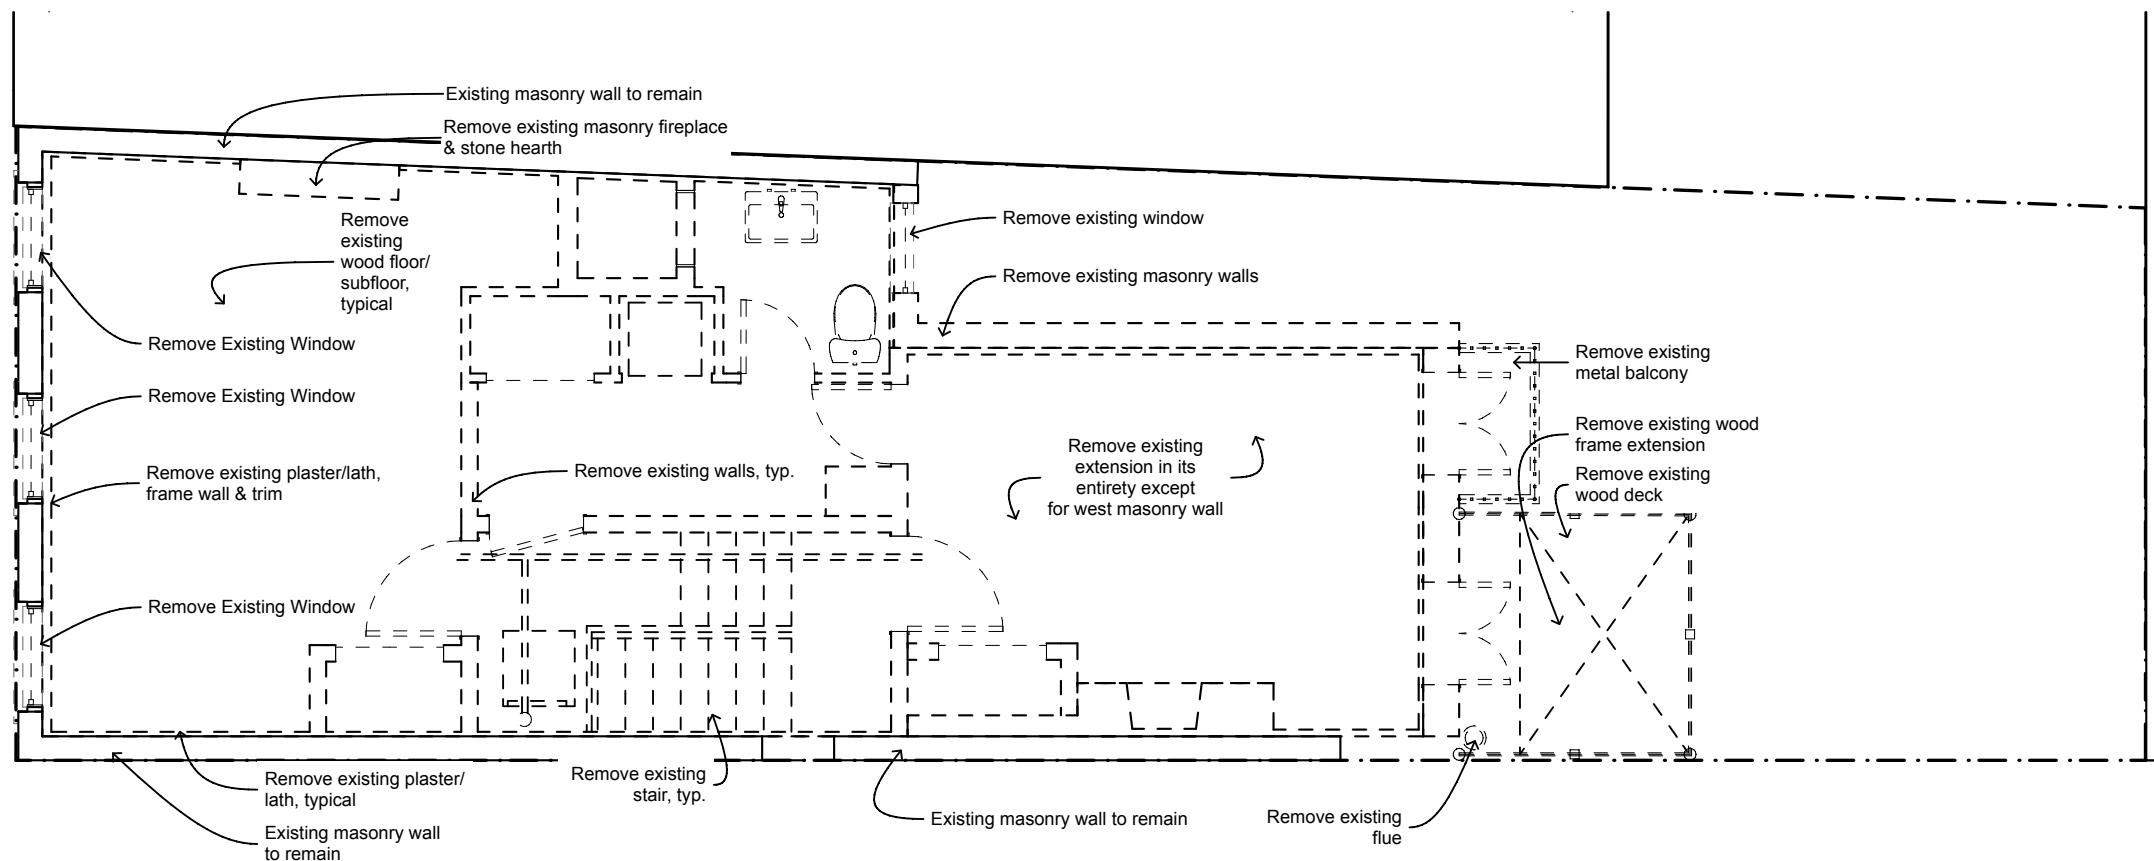 Existing masonry wall to remain
Remove existing masonry fireplace
& stone hearth
Remove
existing
wood floor/
subfloor,
typical
Remove existing window
Remove existing masonry walls
Remove Existing Window
Remove existing
metal balcony
Remove Existing Window
Remove existing wood
frame extension
Remove existing plaster/lath,
frame wall & trim
Remove existing walls, typ.
Remove existing
extension in its
entirety except
for west masonry wall
Remove existing
wood deck
Remove Existing Window
Remove existing plaster/
lath, typical
Remove existing
stair, typ.
Existing masonry wall
to remain
Existing masonry wall to remain
Remove existing
flue